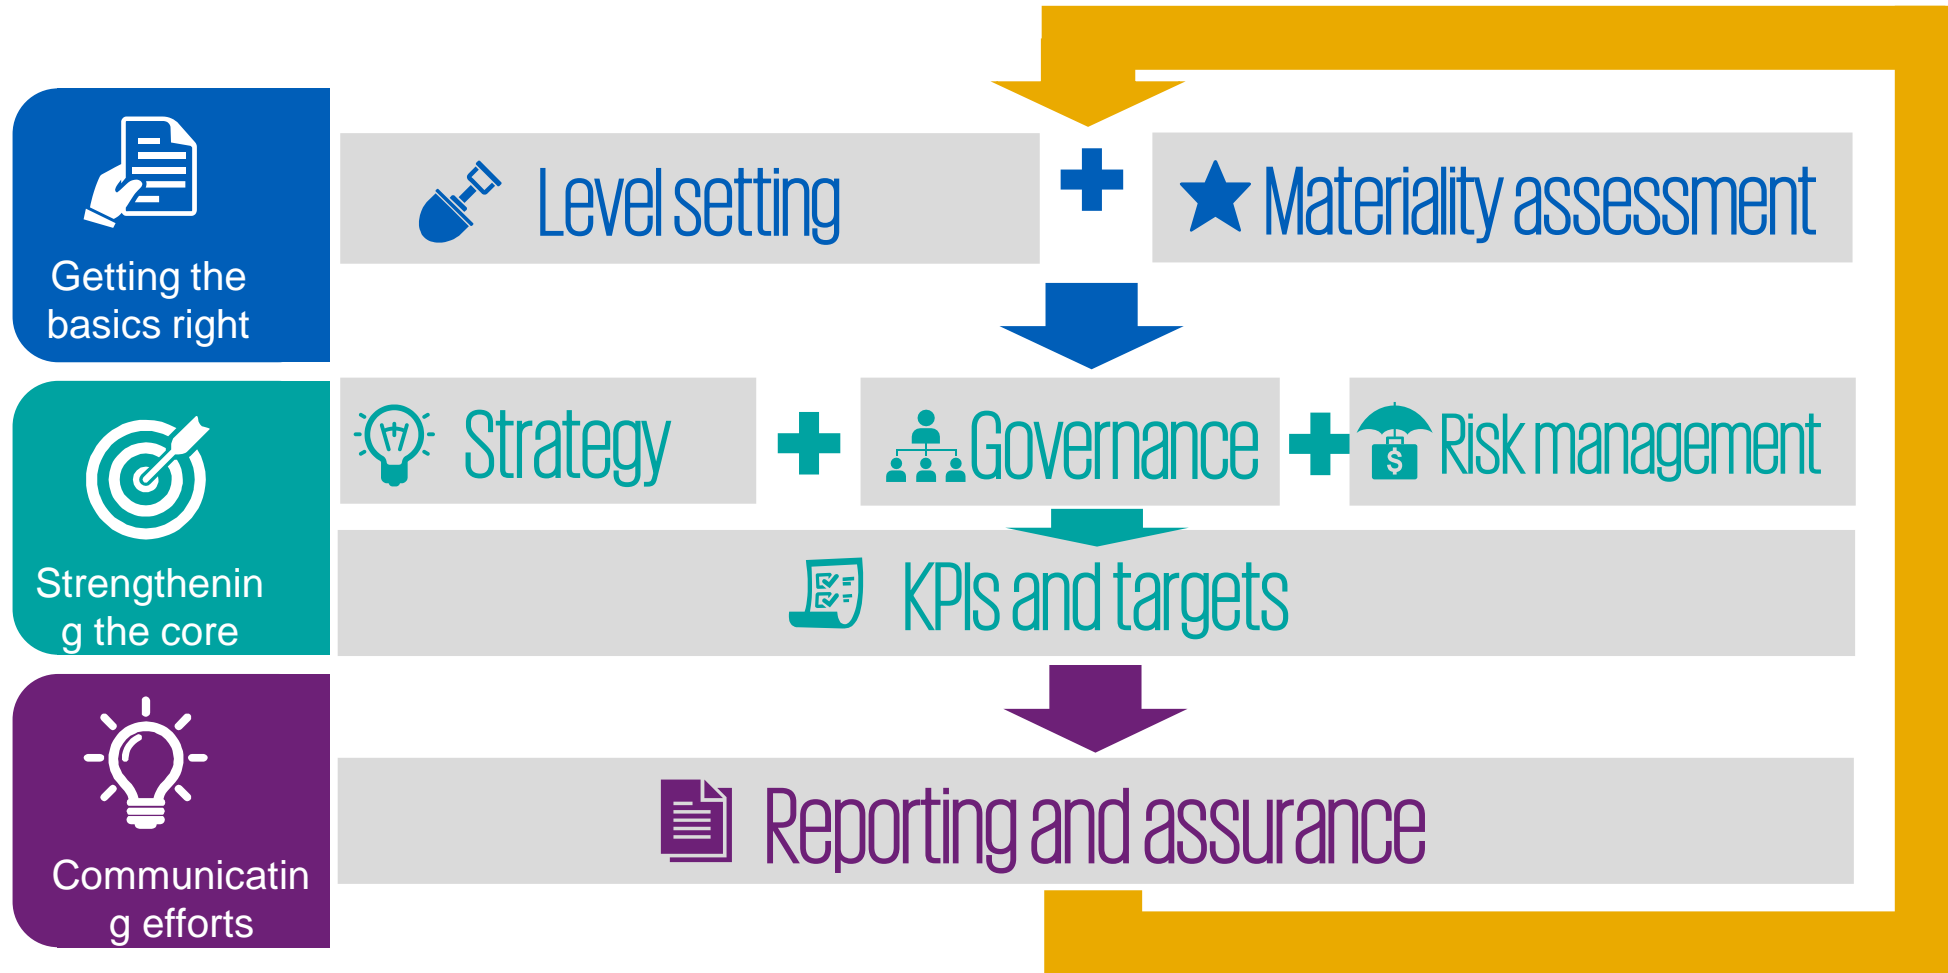 Getting the
basics right
Level setting
Materiality assessment
Strengthenin
g the core
Strategy
Governance
$
Risk management
KPIs and targets
Communicatin
g efforts
Reporting and assurance